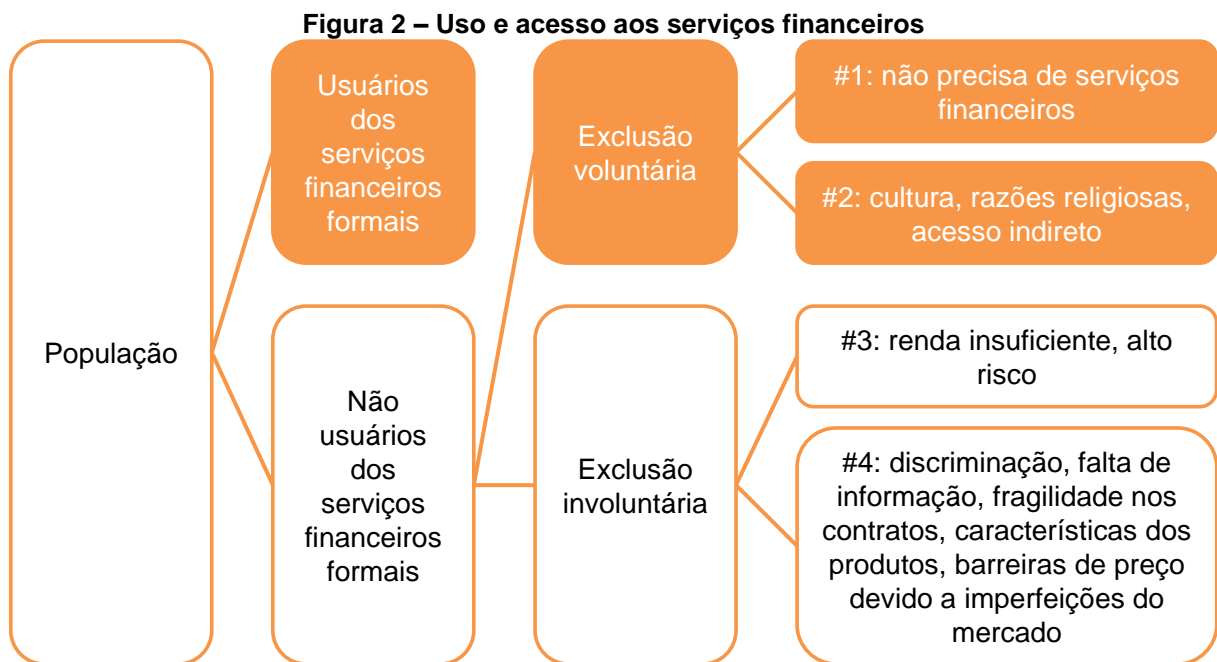 Figura 2 – Uso e acesso aos serviços financeiros
População
Usuários
dos
serviços
financeiros
formais
Não
usuários
dos
serviços
financeiros
formais
Exclusão
voluntária
Exclusão
involuntária
#1: não precisa de serviços
financeiros
#2: cultura, razões religiosas,
acesso indireto
#3: renda insuficiente, alto
risco
#4: discriminação, falta de
informação, fragilidade nos
contratos, características dos
produtos, barreiras de preço
devido a imperfeições do
mercado